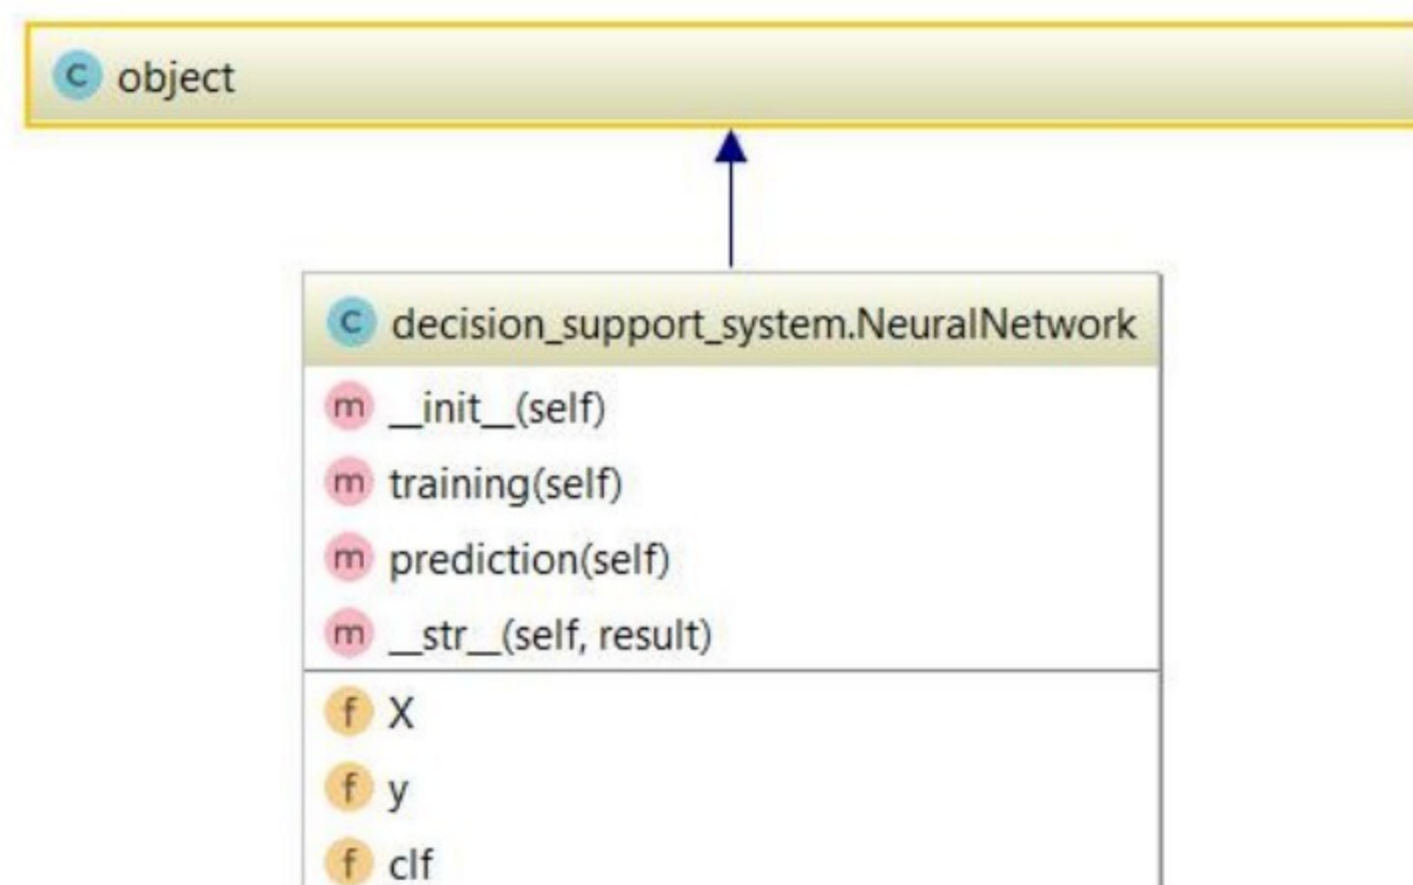 C object
C decision_support_system.NeuralNetwork
m __init__(self)
m training(self)
m prediction(self)
m __str__(self, result)
f X
f y
f clf